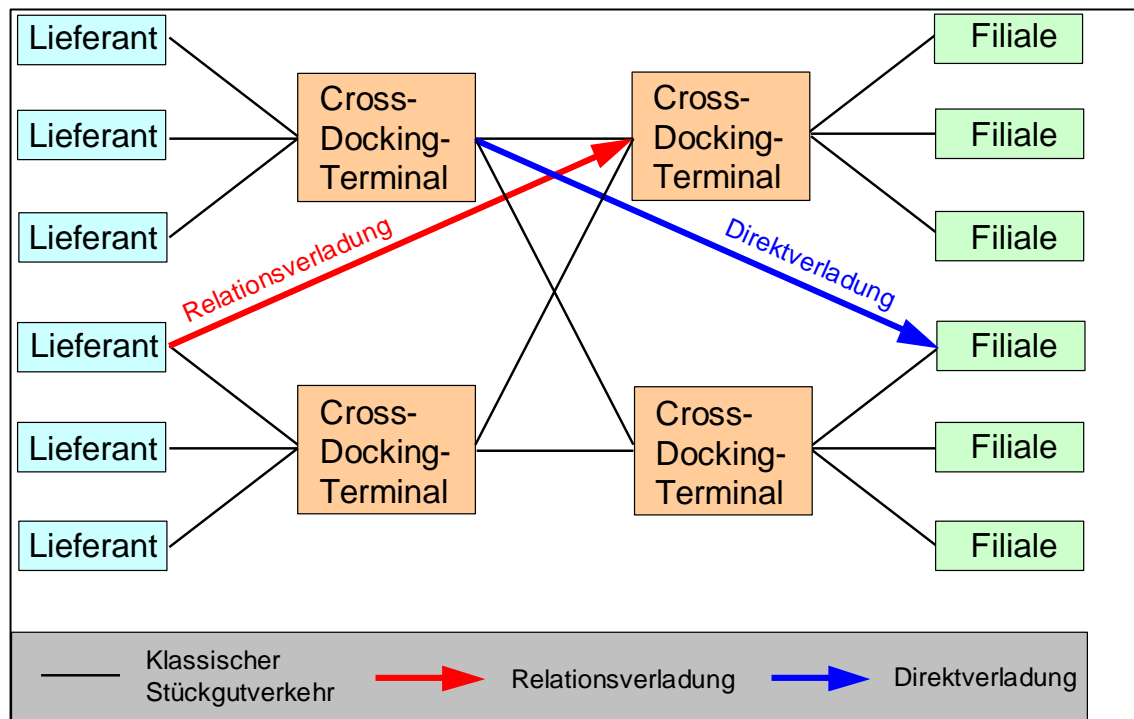 Lieferant
Filiale
Cross-
Docking-
Terminal
Cross-
Docking-
Terminal
Lieferant
Filiale
Lieferant
Filiale
Relationsverladung
Direktverladung
Lieferant
Filiale
Cross-
Docking-
Terminal
Cross-
Docking-
Terminal
Lieferant
Filiale
Lieferant
Filiale
Klassischer
Stückgutverkehr
Relationsverladung
Direktverladung